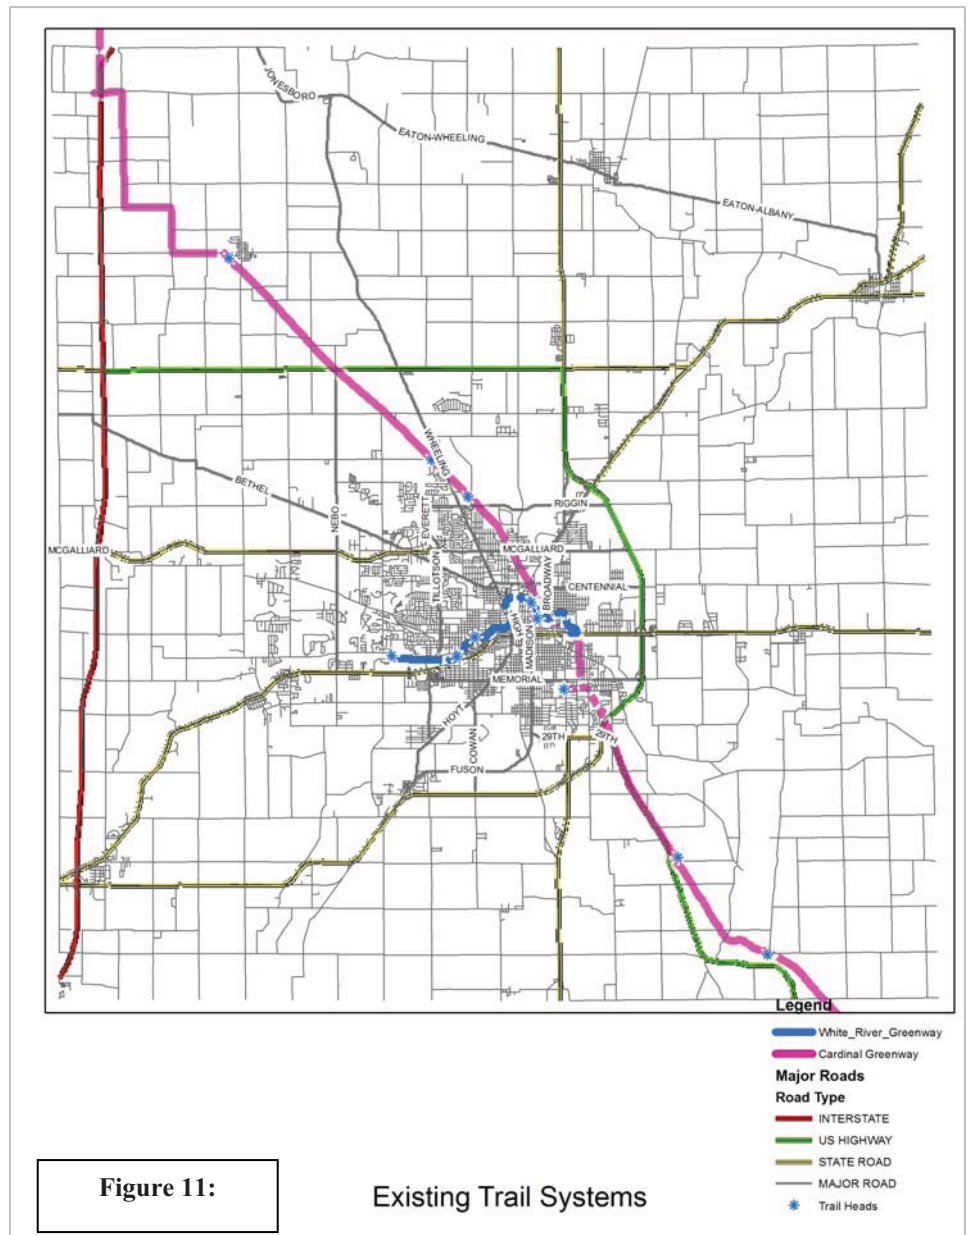 JONESBORO
EATON-WHEELING
EATON-ALBANY
WHEELING
BETHEL
NEBO
EVERETT
RIGGIN
MCGALLIARD
MCGALLIARD
TILLOTSON
BROADWAY
CENTENNIAL
HIGH
MADISON
MEMORIAL
HOYT
COWAN
29TH
29TH
FUSON
Legend
White_River_Greenway
Cardinal Greenway
Major Roads
Road Type
INTERSTATE
US HIGHWAY
STATE ROAD
MAJOR ROAD
Trail Heads
Figure 11:
Existing Trail Systems